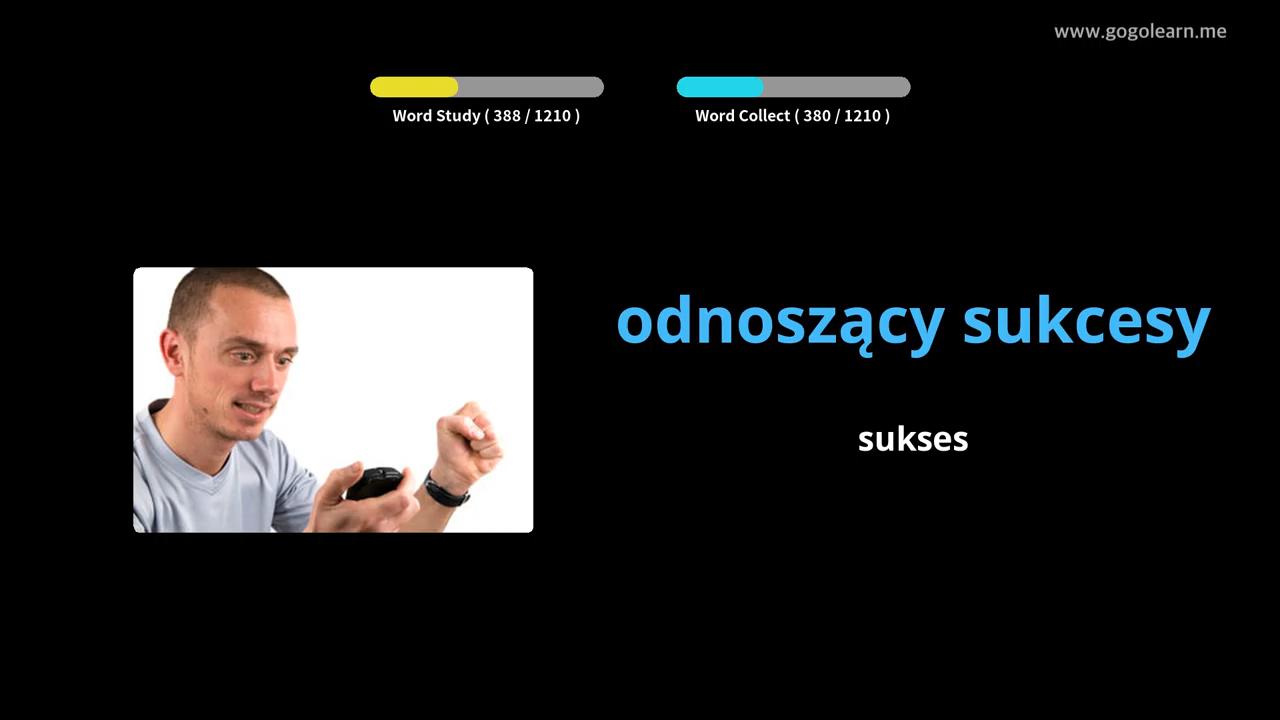 www.gogolearn.me
Word Study ( 388 / 1210 )
Word Collect ( 380 / 1210 )
odnoszący sukcesy
sukses